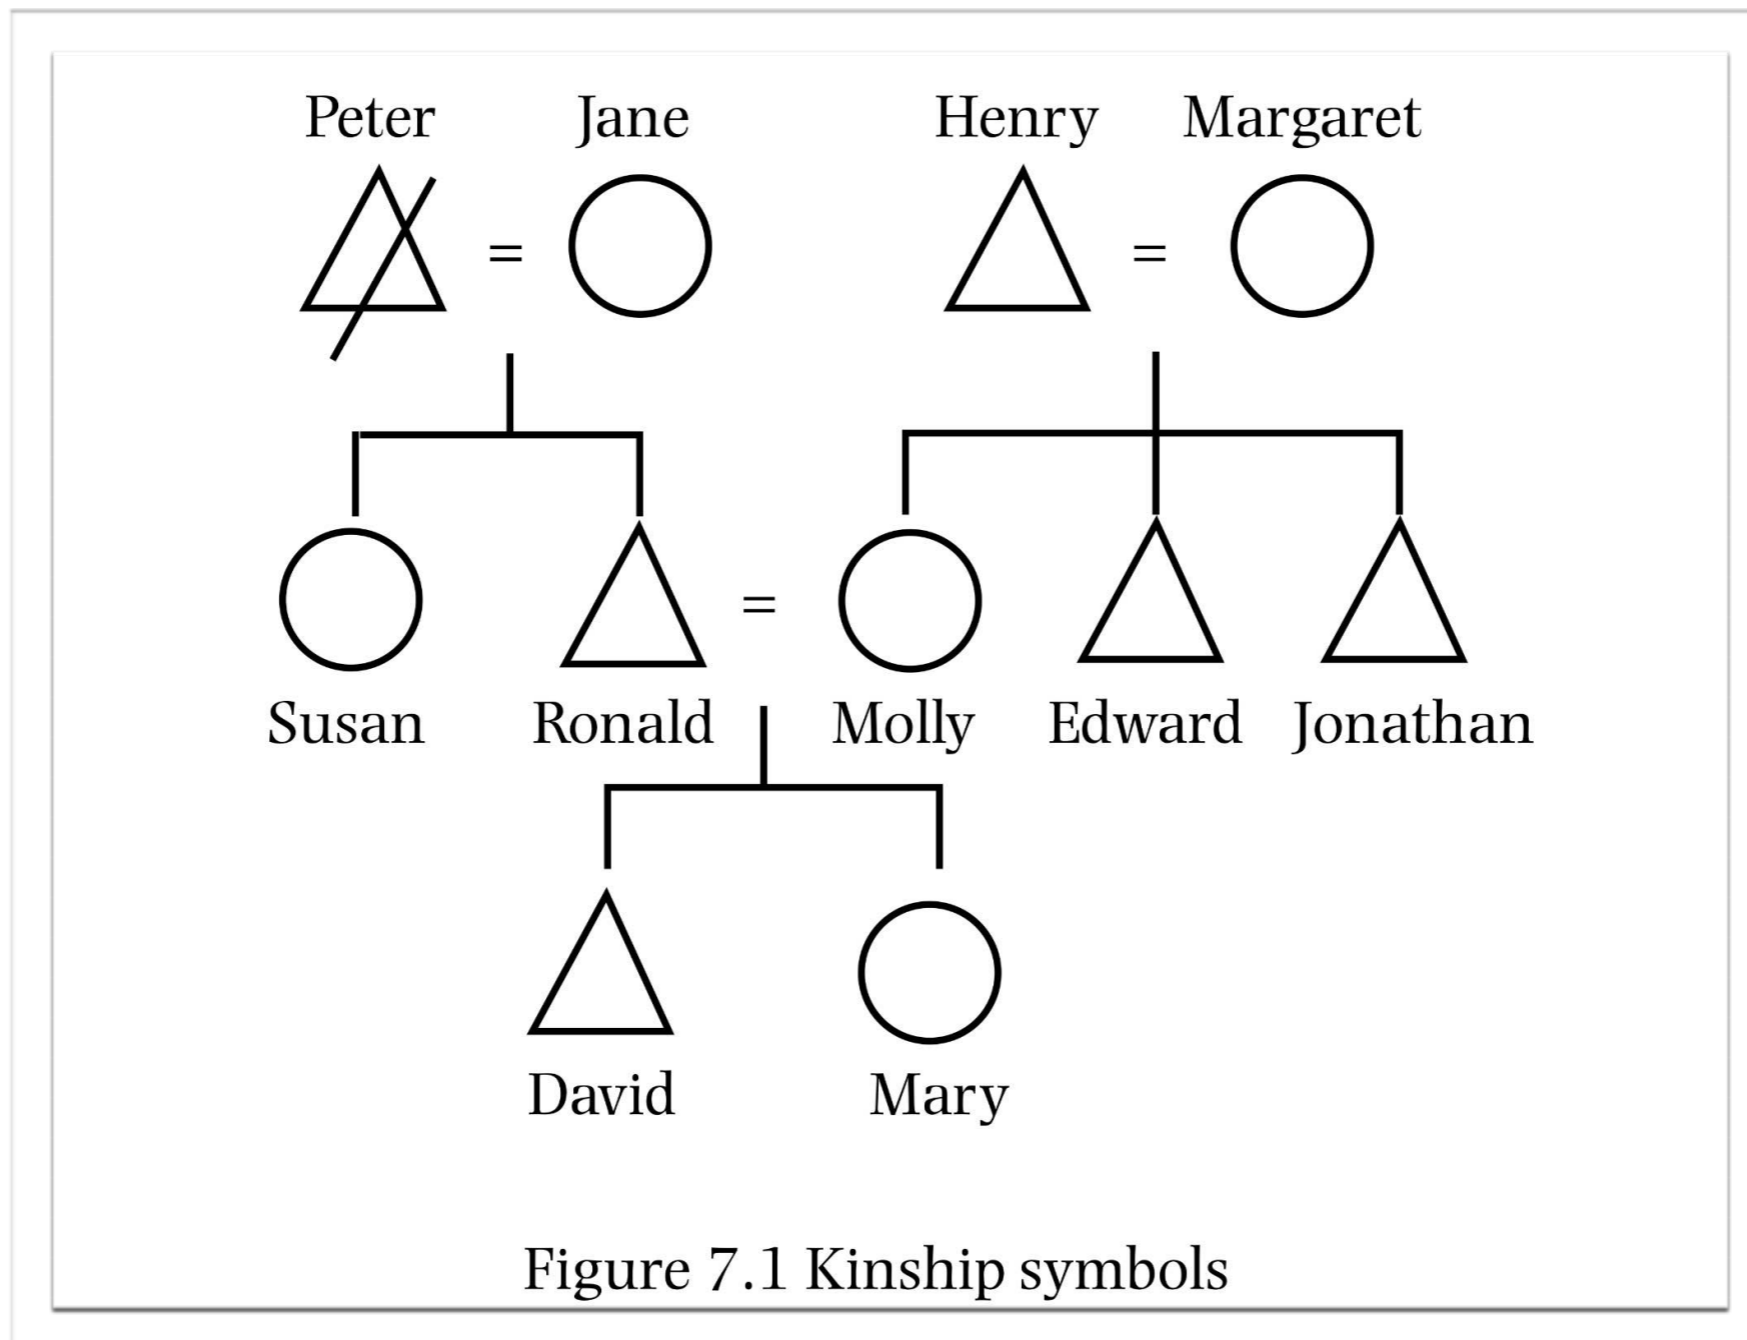 Peter Jane Henry Margaret
= =
=
Susan Ronald Molly Edward Jonathan
David Mary
Figure 7.1 Kinship symbols